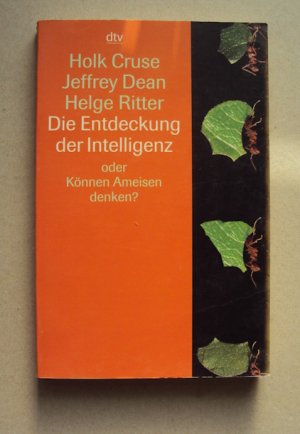 dtv
Holk Cruse
Jeffrey Dean
Helge Ritter
Die Entdeckung
der Intelligenz
oder
Können Ameisen
denken?